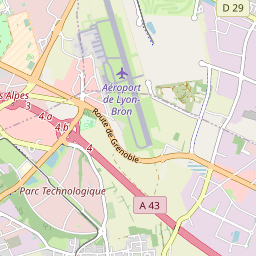 D 29
Aéroport
de Lyon-
Bron
s Alpes
3
4.a
4.b
4
Route de Grenoble
Parc Technologique
A 43